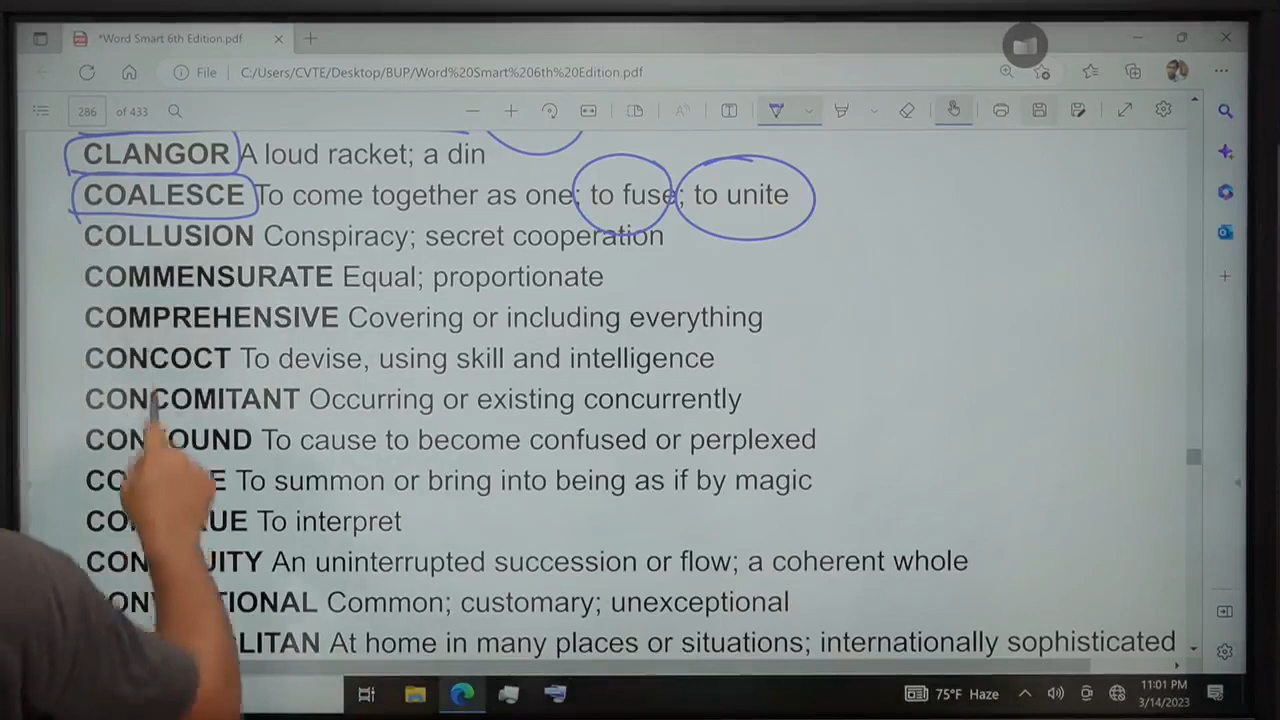 *Word Smart 6th Edition.pdf
File C:/Users/CVTE/Desktop/BUP/Word%20Smart%206th%20Edition.pdf
286 of 433
CLANGOR A loud racket; a din
COALESCE To come together as one; to fuse; to unite
COLLUSION Conspiracy; secret cooperation
COMMENSURATE Equal; proportionate
COMPREHENSIVE Covering or including everything
CONCOCT To devise, using skill and intelligence
CONCOMITANT Occurring or existing concurrently
CONFOUND To cause to become confused or perplexed
To summon or bring into being as if by magic
To interpret
An uninterrupted succession or flow; a coherent whole
Common; customary; unexceptional
At home in many places or situations; internationally sophisticated
75°F Haze
11:01 PM
3/14/2023